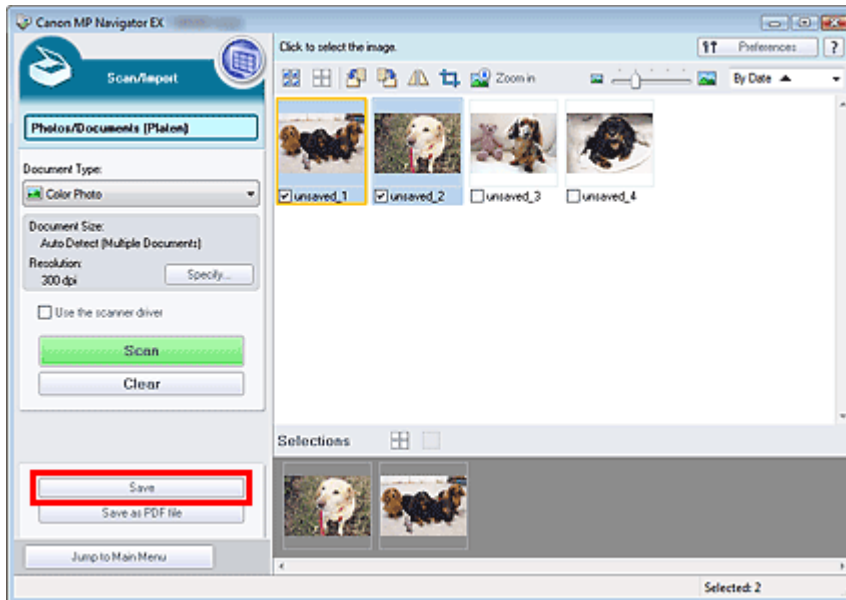 Canon MP Navigator EX
Scan/Import
Photos/Documents (Platen)
Document Type:
Color Photo
Document Size:
Auto Detect (Multiple Documents)
Resolution:
300 dpi
Specify...
Use the scanner driver
Scan
Clear
Save
Save as PDF file
Jump to Main Menu
Click to select the image.
Preferences
?
Zoom in
By Date
unsaved_1
unsaved_2
unsaved_3
unsaved_4
Selections
Selected: 2